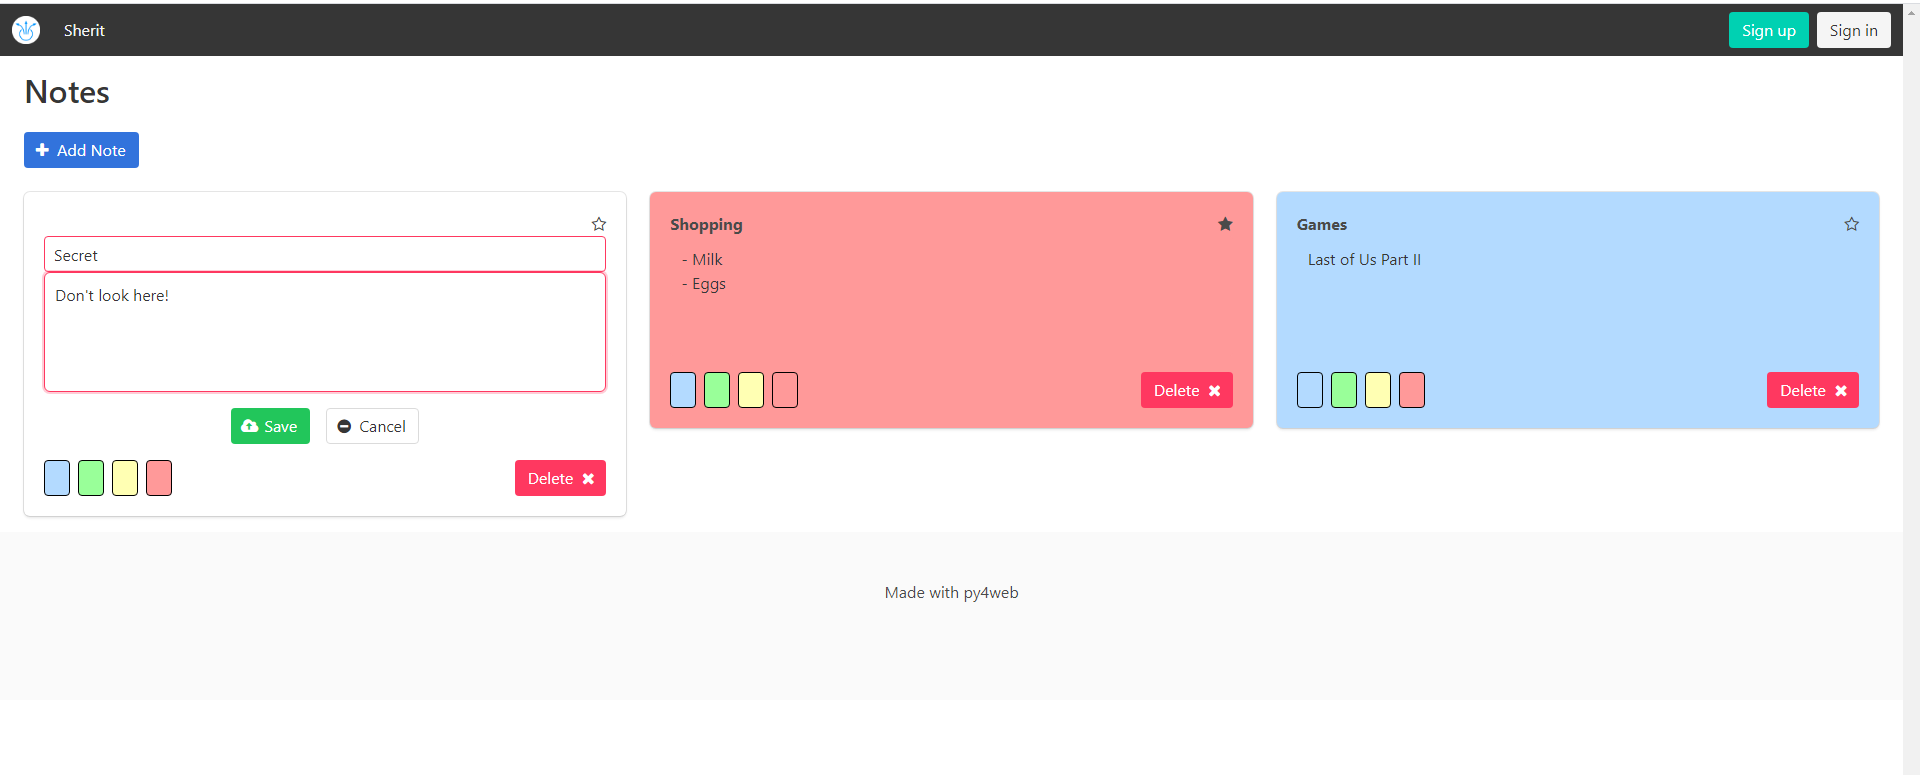 Sherit
Sign up
Sign in
Notes
Add Note
Secret
Don't look here!
Save
Cancel
Delete
Shopping
- Milk
- Eggs
Delete
Games
Last of Us Part II
Delete
Made with py4web